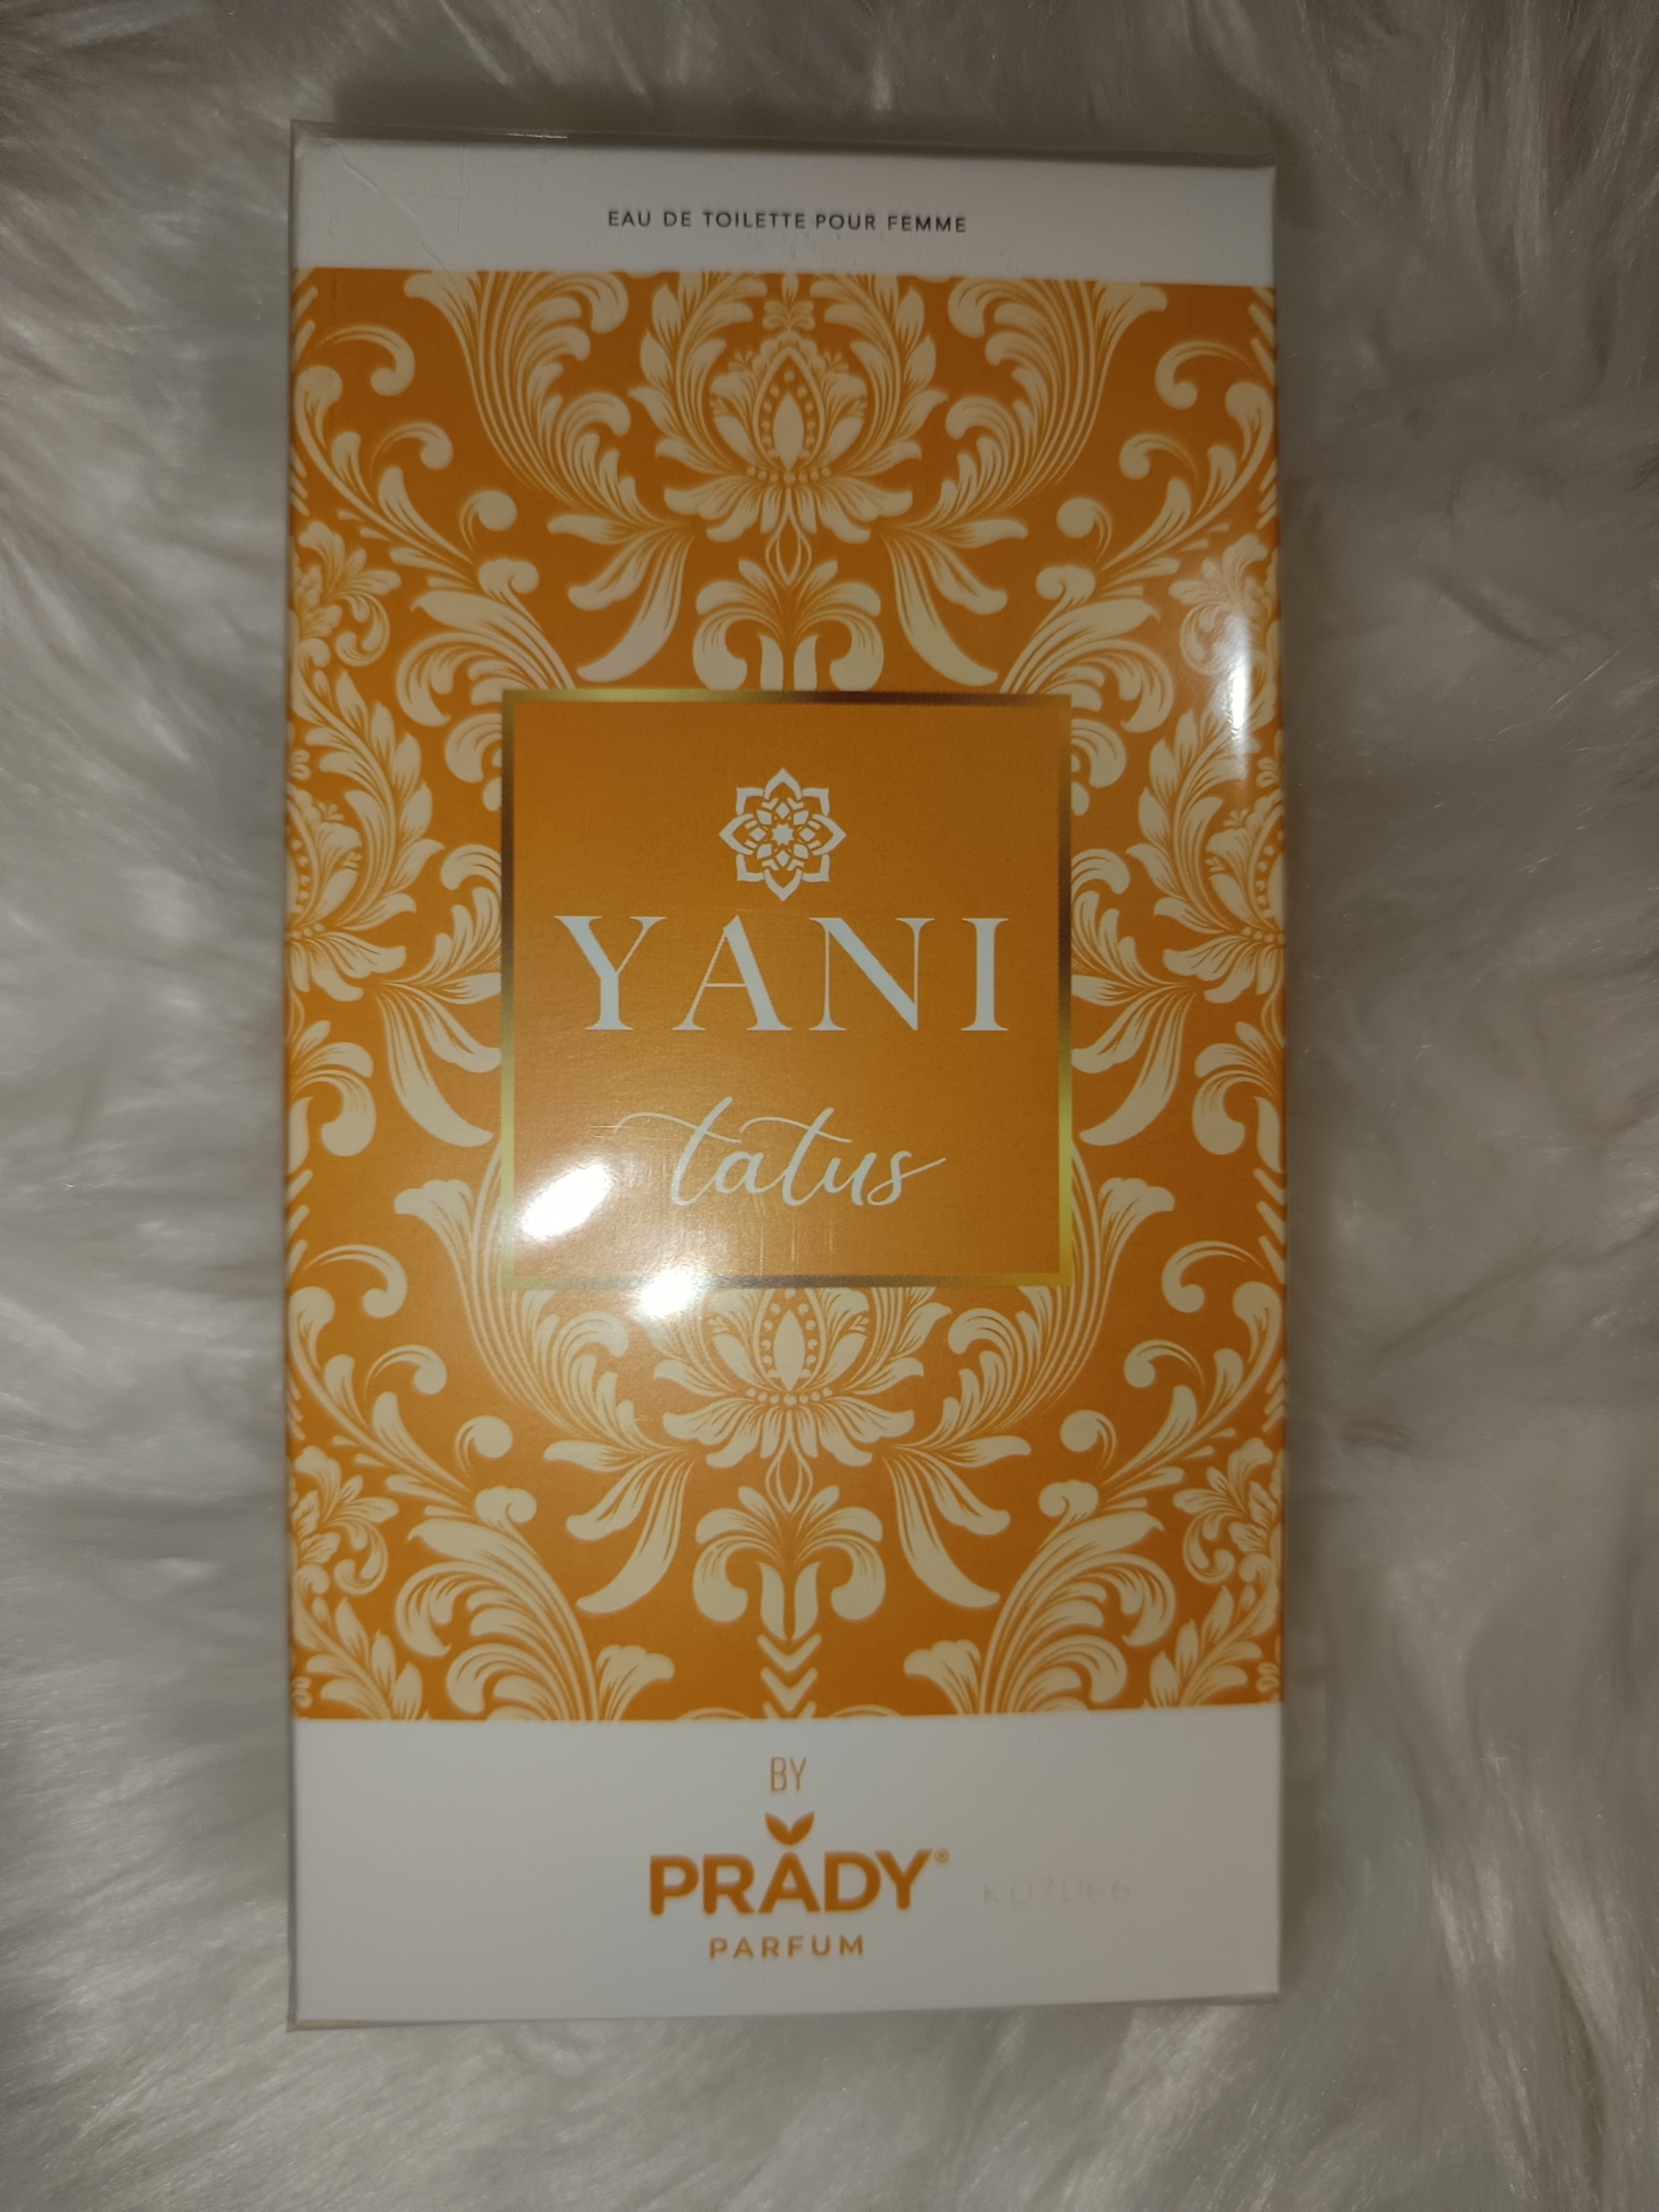 EAU DE TOILETTE POUR FEMME
YANI
tatus
BY
PRADY®
PARFUM